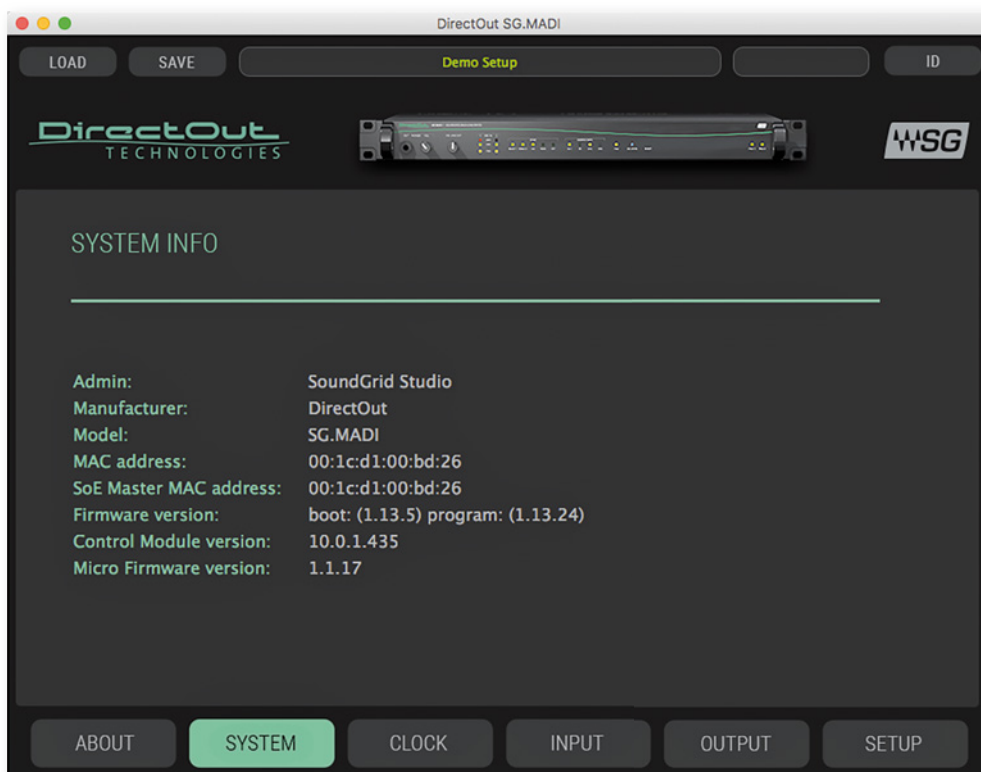 DirectOut SG.MADI
LOAD SAVE Demo Setup ID
DirectOut
TECHNOLOGIES
SG
SYSTEM INFO
Admin: SoundGrid Studio
Manufacturer: DirectOut
Model: SG.MADI
MAC address: 00:1c:d1:00:bd:26
SoE Master MAC address: 00:1c:d1:00:bd:26
Firmware version: boot: (1.13.5) program: (1.13.24)
Control Module version: 10.0.1.435
Micro Firmware version: 1.1.17
ABOUT SYSTEM CLOCK INPUT OUTPUT SETUP